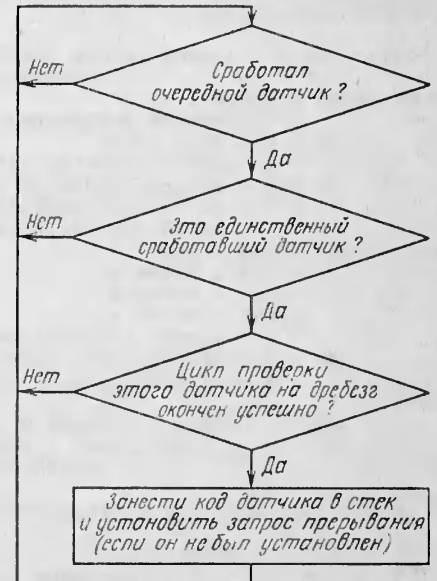 Сработал
Нет
очередной датчик?
Да
Это единственный
Нет
сработавший датчик?
Да
Цикл проверки
Нет
этого датчика на дребезг
окончен успешно?
Да
Занести код датчика в стек
и установить запрос прерывания
(если он не был установлен)